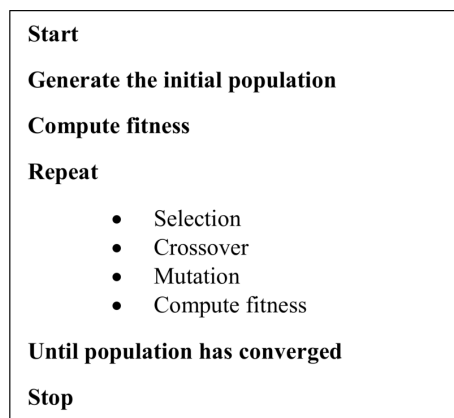 Start
Generate the initial population
Compute fitness
Repeat
• Selection
• Crossover
• Mutation
• Compute fitness
Until population has converged
Stop